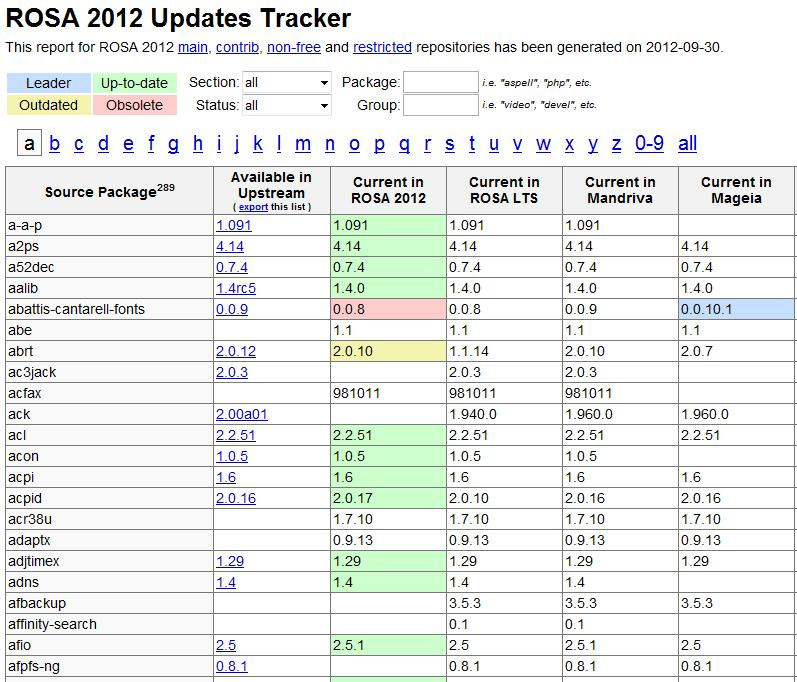 ROSA 2012 Updates Tracker
This report for ROSA 2012 main, contrib, non-free and restricted repositories has been generated on 2012-09-30.
Leader Up-to-date Section: all Package: i.e. "aspell", "php", etc.
Outdated Obsolete Status: all Group: i.e. "video", "devel", etc.
a b c d e f g h i j k l m n o p q r s t u v w x y z 0-9 all
Source Package289 Available in Upstream ( export this list ) Current in ROSA 2012 Current in ROSA LTS Current in Mandriva Current in Mageia
a-a-p 1.091 1.091 1.091 1.091
a2ps 4.14 4.14 4.14 4.14 4.14
a52dec 0.7.4 0.7.4 0.7.4 0.7.4 0.7.4
aalib 1.4rc5 1.4.0 1.4.0 1.4.0 1.4.0
abattis-cantarell-fonts 0.0.9 0.0.8 0.0.8 0.0.9 0.0.10.1
abe 1.1 1.1 1.1 1.1
abrt 2.0.12 2.0.10 1.1.14 2.0.10 2.0.7
ac3jack 2.0.3 2.0.3 2.0.3
acfax 981011 981011 981011
ack 2.00a01 1.940.0 1.960.0 1.960.0
acl 2.2.51 2.2.51 2.2.51 2.2.51 2.2.51
acon 1.0.5 1.0.5 1.0.5 1.0.5
acpi 1.6 1.6 1.6 1.6 1.6
acpid 2.0.16 2.0.17 2.0.10 2.0.16 2.0.16
acr38u 1.7.10 1.7.10 1.7.10 1.7.10
adaptx 0.9.13 0.9.13 0.9.13 0.9.13
adjtimex 1.29 1.29 1.29 1.29 1.29
adns 1.4 1.4 1.4 1.4
afbackup 3.5.3 3.5.3 3.5.3
affinity-search 0.1 0.1
afio 2.5 2.5.1 2.5 2.5.1 2.5
afpfs-ng 0.8.1 0.8.1 0.8.1 0.8.1